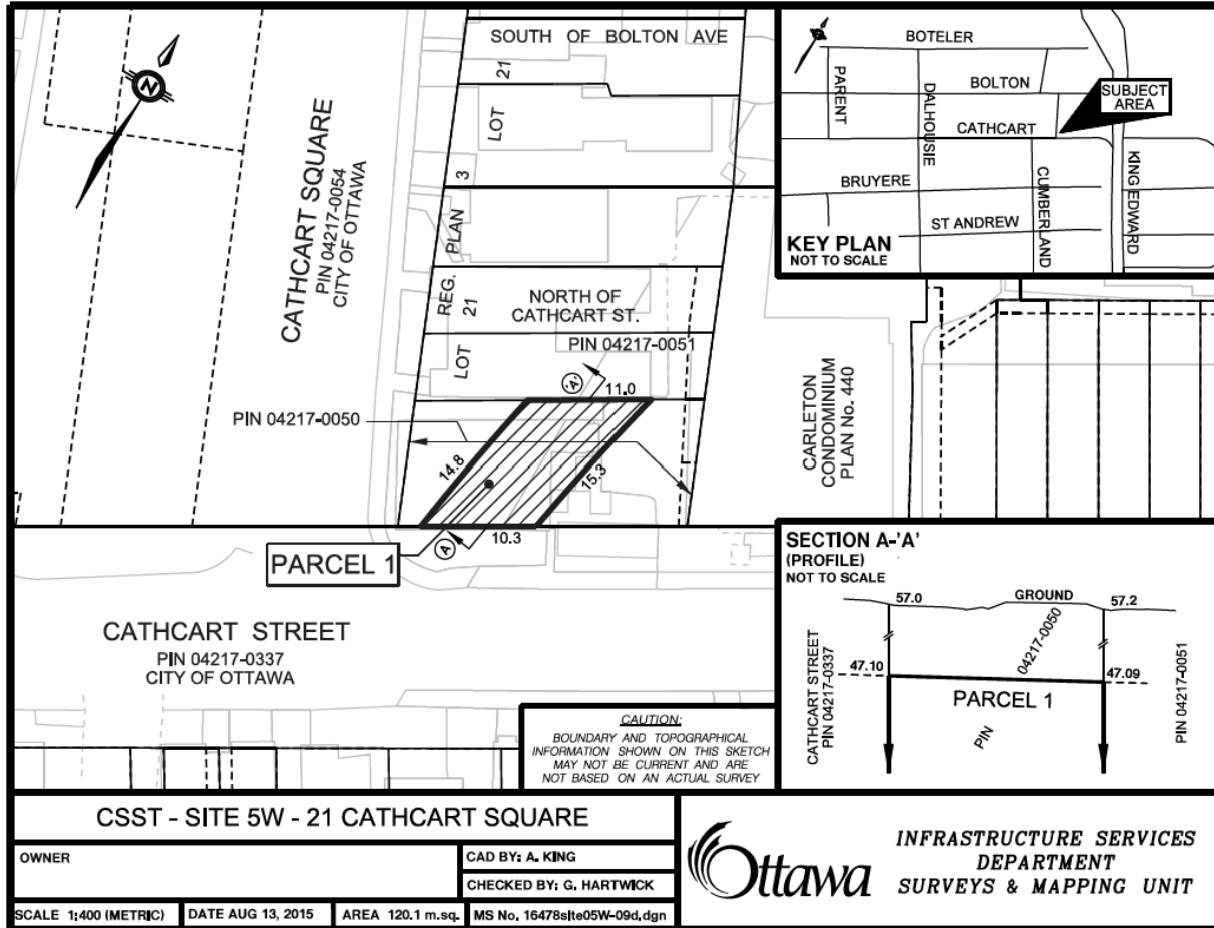 SOUTH OF BOLTON AVE
21
LOT
3
PLAN
REG.
21
LOT
N
CATHCART SQUARE
PIN 04217-0054
CITY OF OTTAWA
NORTH OF
CATHCART ST.
PIN 04217-0051
'A'
11.0
PIN 04217-0050
14.8
15.3
A
10.3
PARCEL 1
CATHCART STREET
PIN 04217-0337
CITY OF OTTAWA
CARLETON
CONDOMINIUM
PLAN No. 440
BOTELER
PARENT
BOLTON
DALHOUSIE
SUBJECT
AREA
CATHCART
BRUYERE
CUMBERLAND
KING EDWARD
ST ANDREW
KEY PLAN
NOT TO SCALE
SECTION A-'A'
(PROFILE)
NOT TO SCALE
57.0
GROUND
57.2
04217-0050
CATHCART STREET
PIN 04217-0337
47.10
47.09
PARCEL 1
PIN
PIN 04217-0051
CAUTION:
BOUNDARY AND TOPOGRAPHICAL
INFORMATION SHOWN ON THIS SKETCH
MAY NOT BE CURRENT AND ARE
NOT BASED ON AN ACTUAL SURVEY
CSST - SITE 5W - 21 CATHCART SQUARE
OWNER
CAD BY: A. KING
CHECKED BY: G. HARTWICK
SCALE 1:400 (METRIC)
DATE AUG 13, 2015
AREA 120.1 m.sq.
MS No. 16478site05W-09d.dgn
Ottawa
INFRASTRUCTURE SERVICES
DEPARTMENT
SURVEYS & MAPPING UNIT